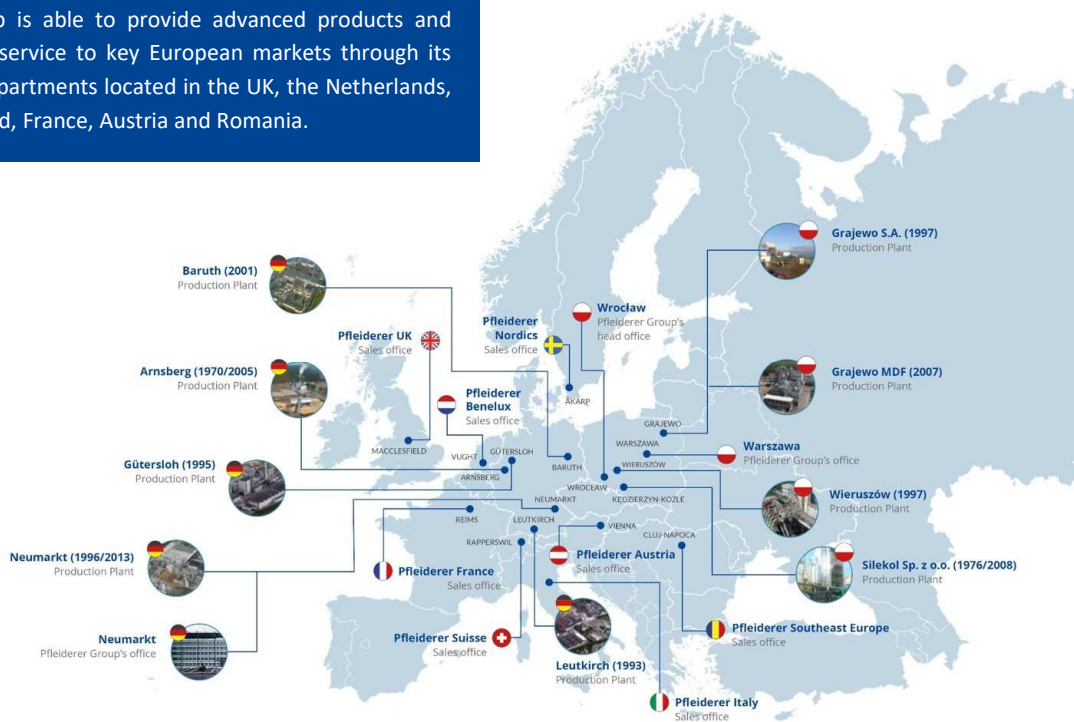 is able to provide advanced products and
service to key European markets through its
partments located in the UK, the Netherlands,
France, Austria and Romania.
Grajewo S.A. (1997)
Production Plant
Baruth (2001)
Production Plant
Wrocław
Pfleiderer Group's
head office
Pfleiderer
Nordics
Sales office
Pfleiderer UK
Sales office
Arnsberg (1970/2005)
Production Plant
Grajewo MDF (2007)
Production Plant
Pfleiderer
Benelux
Sales office
ÅKARP
GRAJEWO
MACCLESFIELD
VUGHT
GÜTERSLOH
ARNSBERG
BARUTH
WARSZAWA
WIERUSZÓW
Warszawa
Pfleiderer Group's office
Gütersloh (1995)
Production Plant
WROCŁAW
KĘDZIERZYN-KOŹLE
Wieruszów (1997)
Production Plant
NEUMARKT
REIMS
LEUTKIRCH
VIENNA
RAPPERSWIL
CLUJ-NAPOCA
Neumarkt (1996/2013)
Production Plant
Pfleiderer France
Sales office
Pfleiderer Austria
Sales office
Silekol Sp. z o.o. (1976/2008)
Production Plant
Neumarkt
Pfleiderer Group's office
Pfleiderer Suisse
Sales office
Leutkirch (1993)
Production Plant
Pfleiderer Southeast Europe
Sales office
Pfleiderer Italy
Sales office